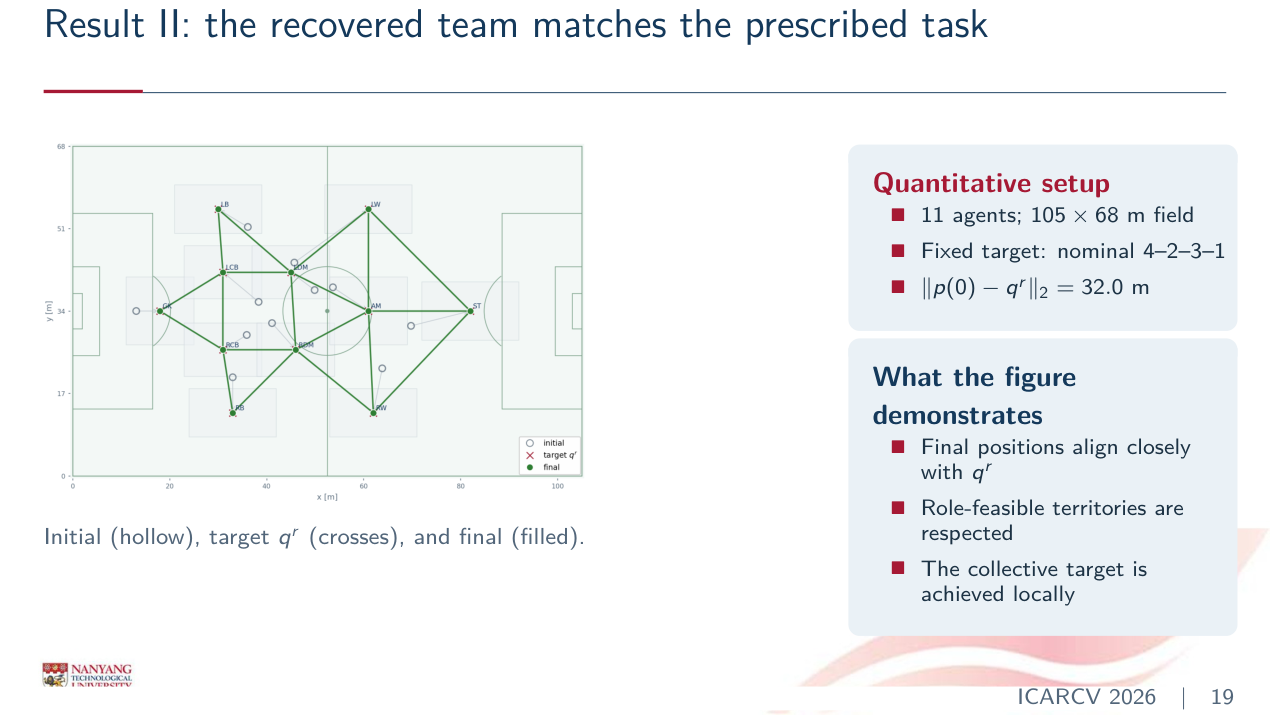 Result II: the recovered team matches the prescribed task
68
51
34
17
0
y [m]
0
20
40
60
80
100
x [m]
LB
LW
LCB
LDM
GK
AM
ST
RCB
RDM
RB
RW
initial
target qʳ
final
Initial (hollow), target qʳ (crosses), and final (filled).
Quantitative setup
11 agents; 105 × 68 m field
Fixed target: nominal 4–2–3–1
‖p(0) − qʳ‖₂ = 32.0 m
What the figure
demonstrates
Final positions align closely
with qʳ
Role-feasible territories are
respected
The collective target is
achieved locally
NANYANG
TECHNOLOGICAL
UNIVERSITY
ICARCV 2026 | 19